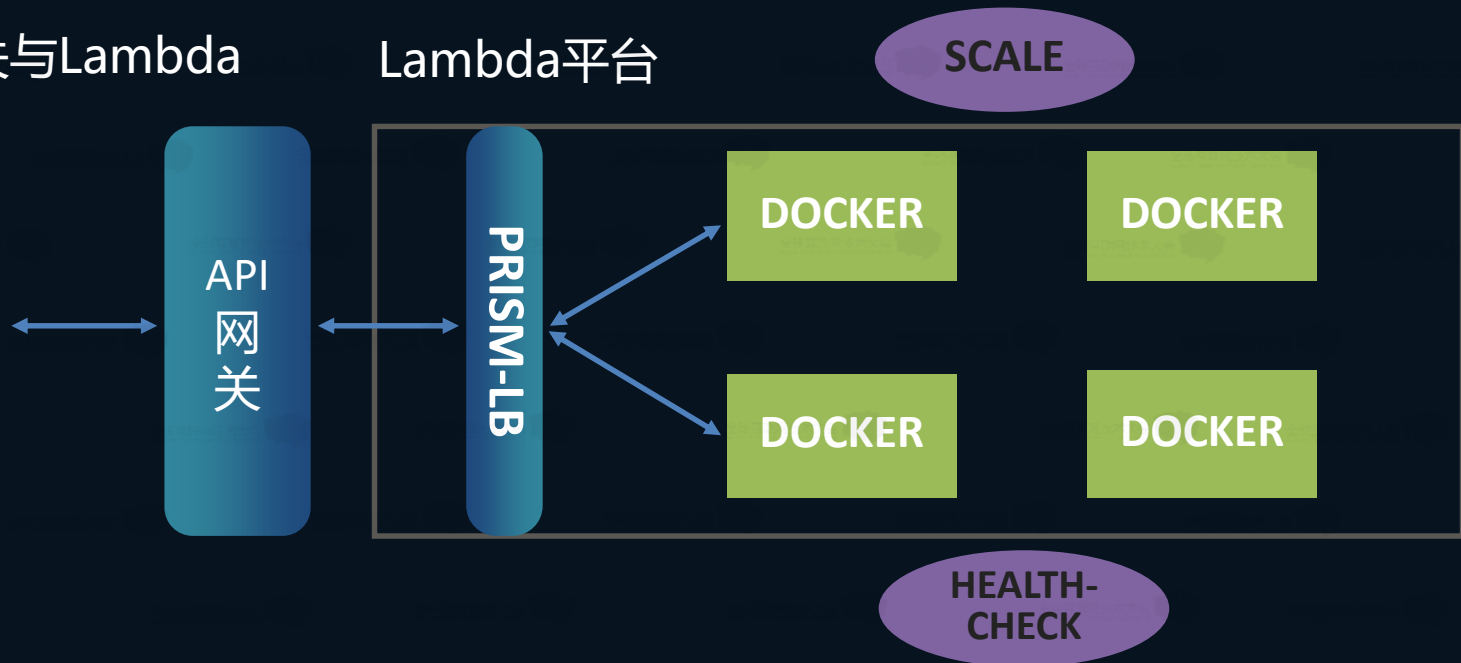 与Lambda
Lambda平台
SCALE
API
网
关
PRISM-LB
DOCKER
DOCKER
DOCKER
DOCKER
HEALTH-
CHECK